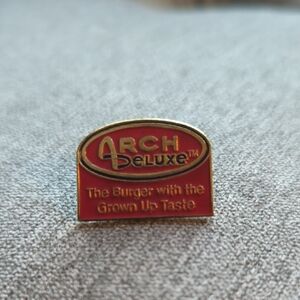 ARCH
DELUXE™
The Burger with the
Grown Up Taste